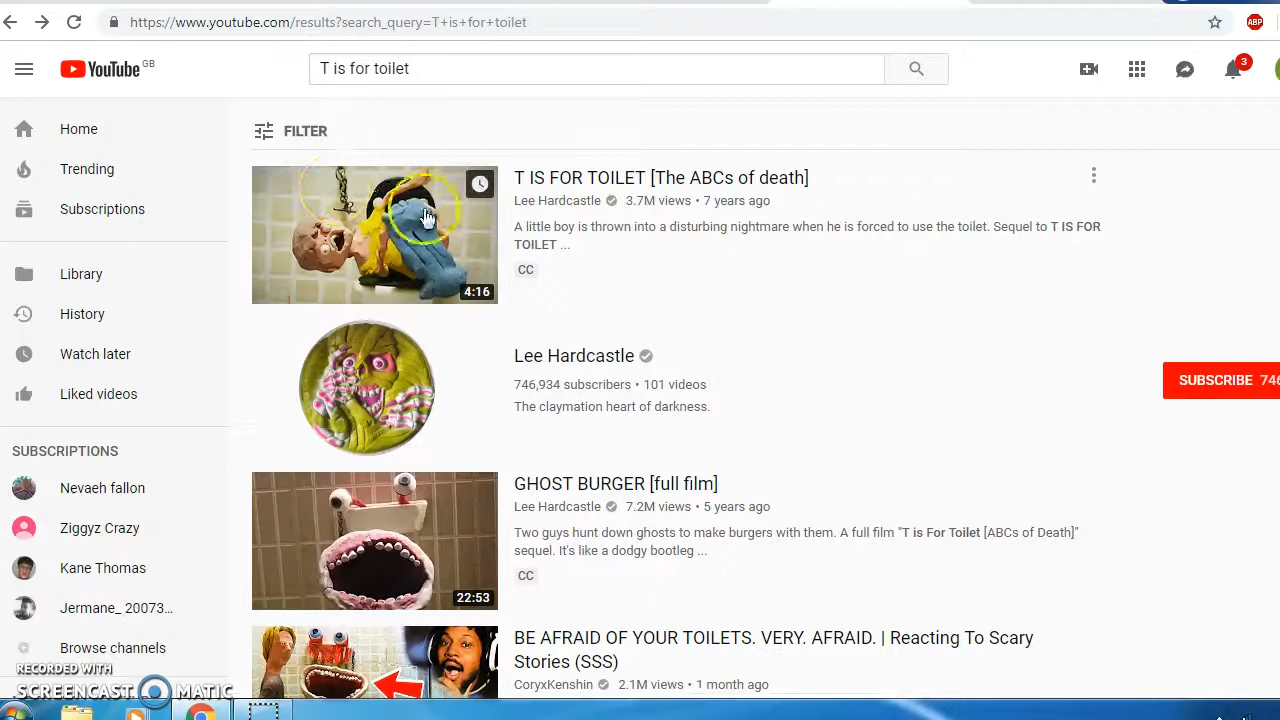 https://www.youtube.com/results?search_query=T+is+for+toilet
ABP
YouTube GB
T is for toilet
3
Home
Trending
Subscriptions
Library
History
Watch later
Liked videos
SUBSCRIPTIONS
Nevaeh fallon
Ziggyz Crazy
Kane Thomas
Jermane_ 20073...
Browse channels
FILTER
4:16
T IS FOR TOILET [The ABCs of death]
Lee Hardcastle 3.7M views • 7 years ago
A little boy is thrown into a disturbing nightmare when he is forced to use the toilet. Sequel to T IS FOR
TOILET ...
CC
Lee Hardcastle
746,934 subscribers • 101 videos
The claymation heart of darkness.
SUBSCRIBE 746
22:53
GHOST BURGER [full film]
Lee Hardcastle 7.2M views • 5 years ago
Two guys hunt down ghosts to make burgers with them. A full film "T is For Toilet [ABCs of Death]"
sequel. It's like a dodgy bootleg ...
CC
BE AFRAID OF YOUR TOILETS. VERY. AFRAID. | Reacting To Scary
Stories (SSS)
CoryxKenshin 2.1M views • 1 month ago
RECORDED WITH
SCREENCAST MATIC